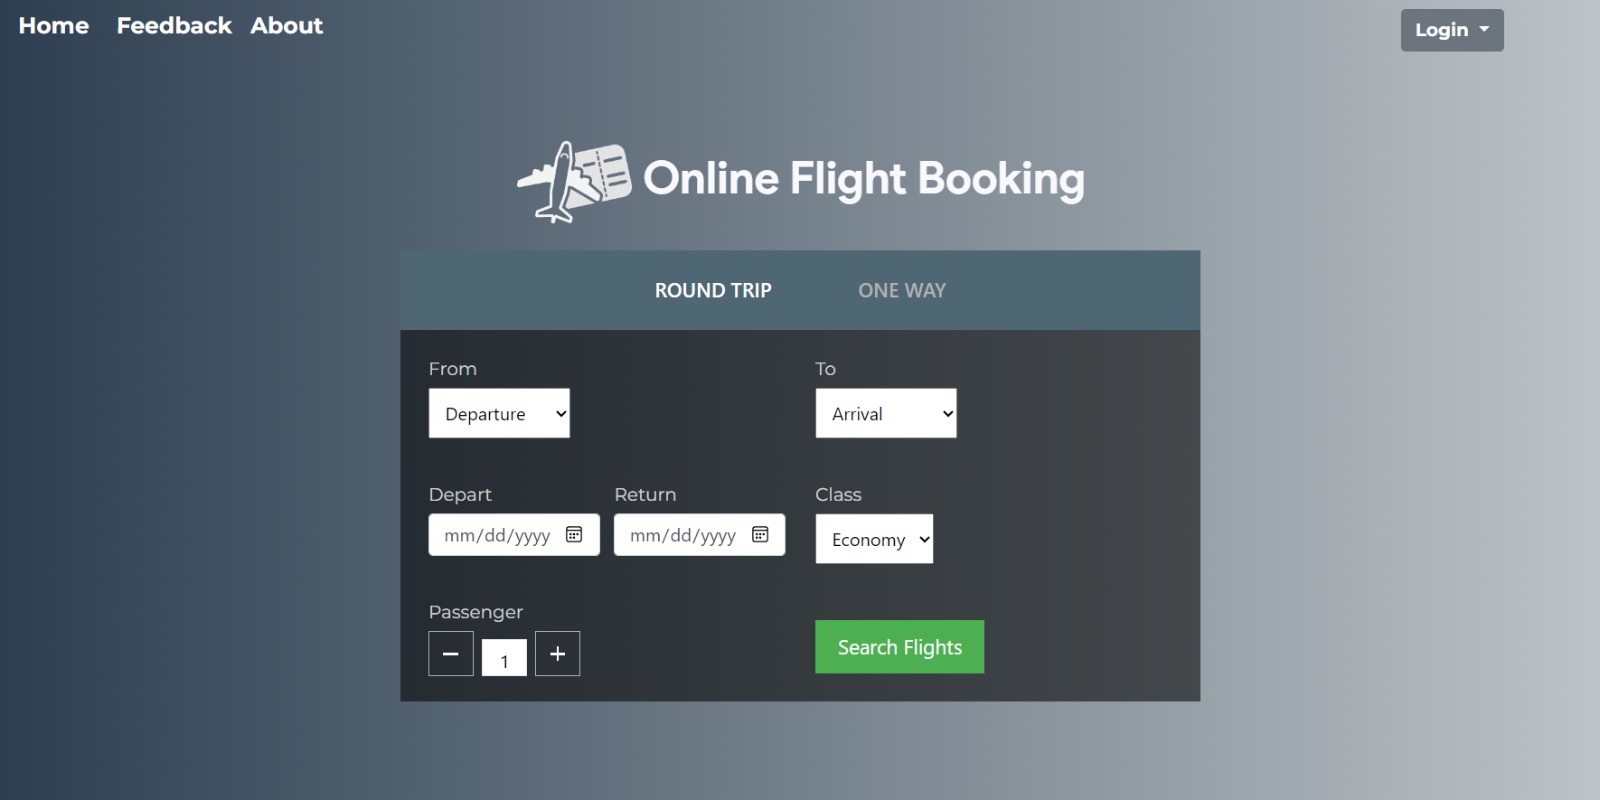 Home Feedback About Login
Online Flight Booking
ROUND TRIP ONE WAY
From To
Departure Arrival
Depart Return Class
mm/dd/yyyy mm/dd/yyyy Economy
Passenger
1 Search Flights